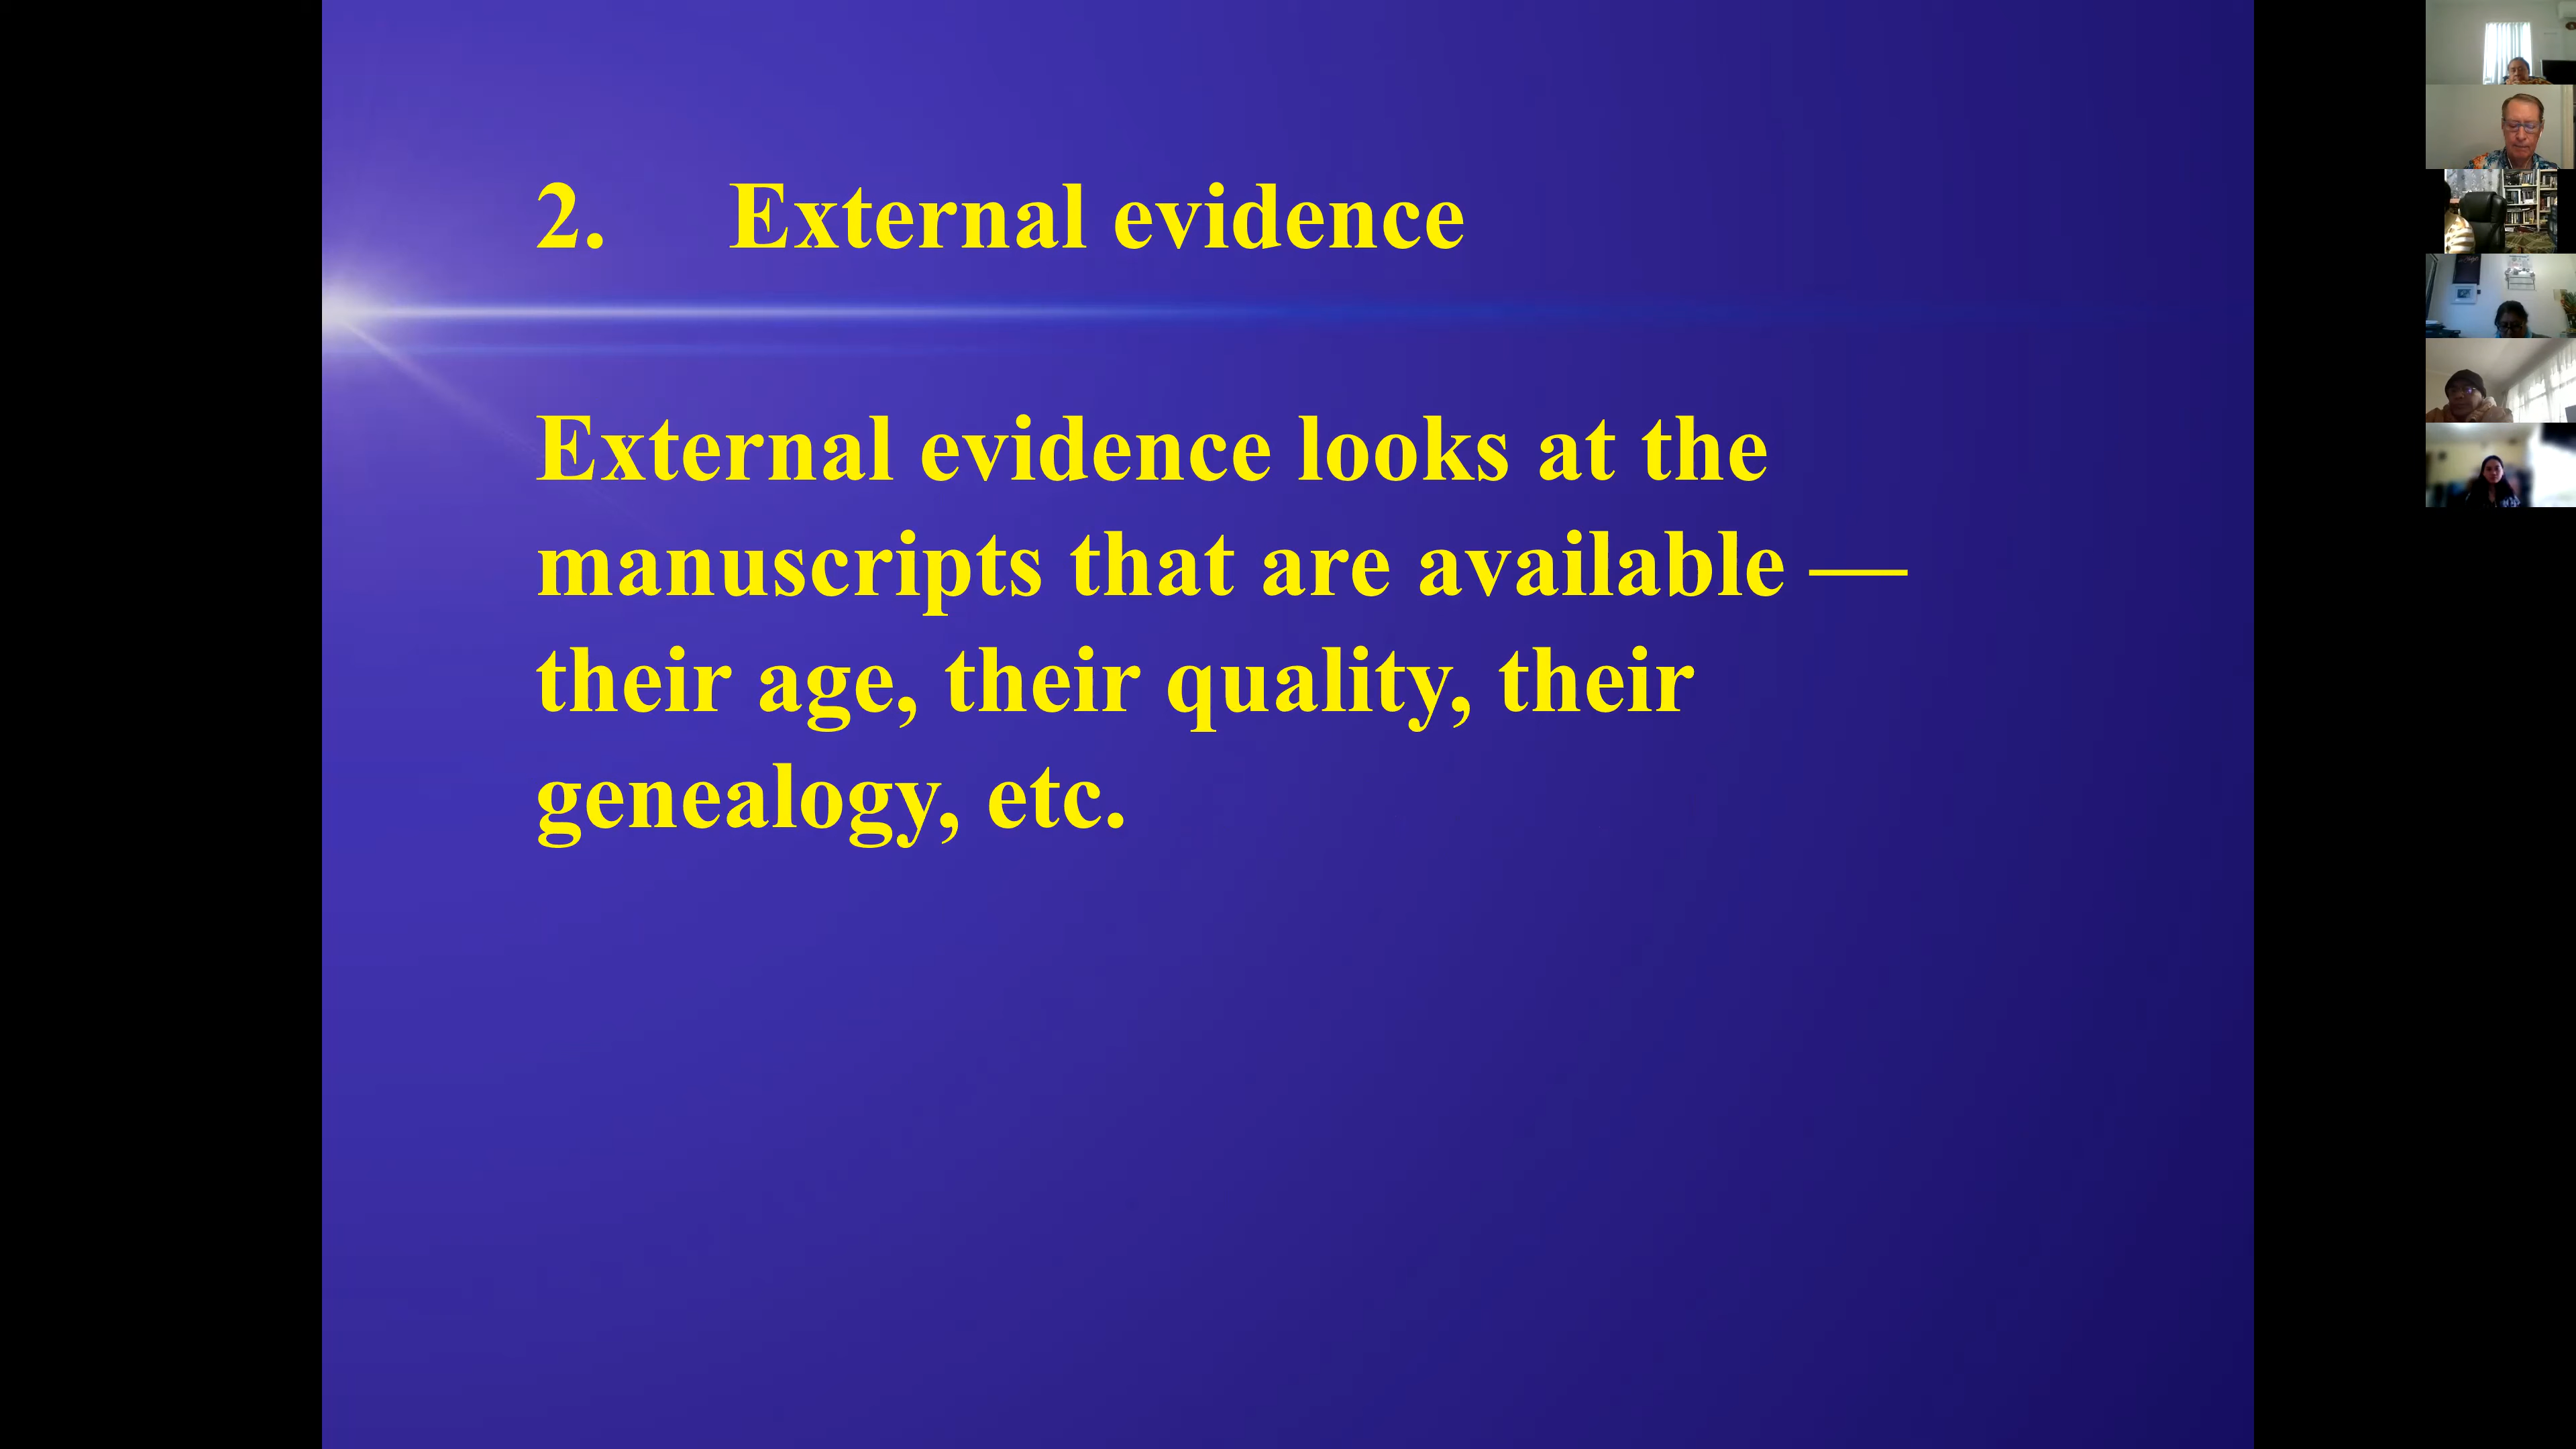 2. External evidence
External evidence looks at the
manuscripts that are available —
their age, their quality, their
genealogy, etc.